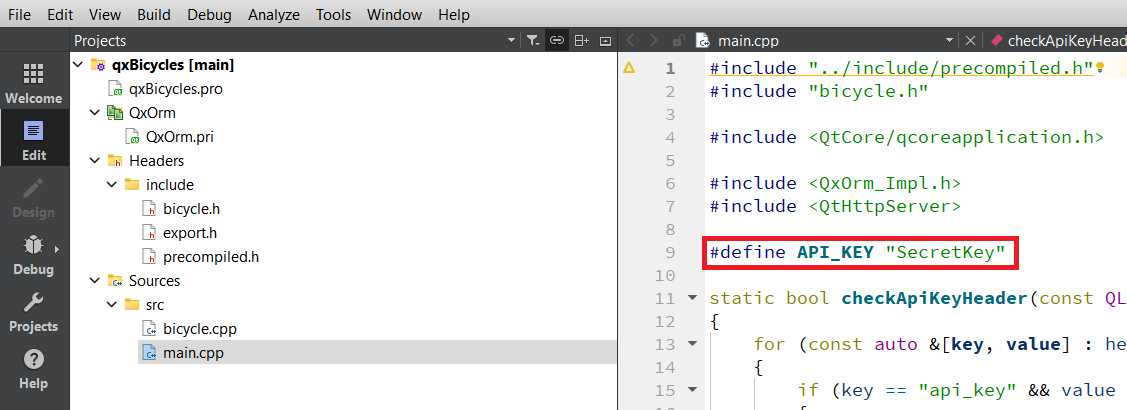 File Edit View Build Debug Analyze Tools Window Help
Projects
main.cpp
checkApiKeyHeade
Welcome
Edit
Design
Debug
Projects
Help
qxBicycles [main]
qxBicycles.pro
QxOrm
QxOrm.pri
Headers
include
bicycle.h
export.h
precompiled.h
Sources
src
bicycle.cpp
main.cpp
1 #include "../include/precompiled.h"
2 #include "bicycle.h"
3
4 #include <QtCore/qcoreapplication.h>
5
6 #include <QxOrm_Impl.h>
7 #include <QtHttpServer>
8
9 #define API_KEY "SecretKey"
10
11 static bool checkApiKeyHeader(const QL
12 {
13 for (const auto &[key, value] : he
14 {
15 if (key == "api_key" && value
16 {